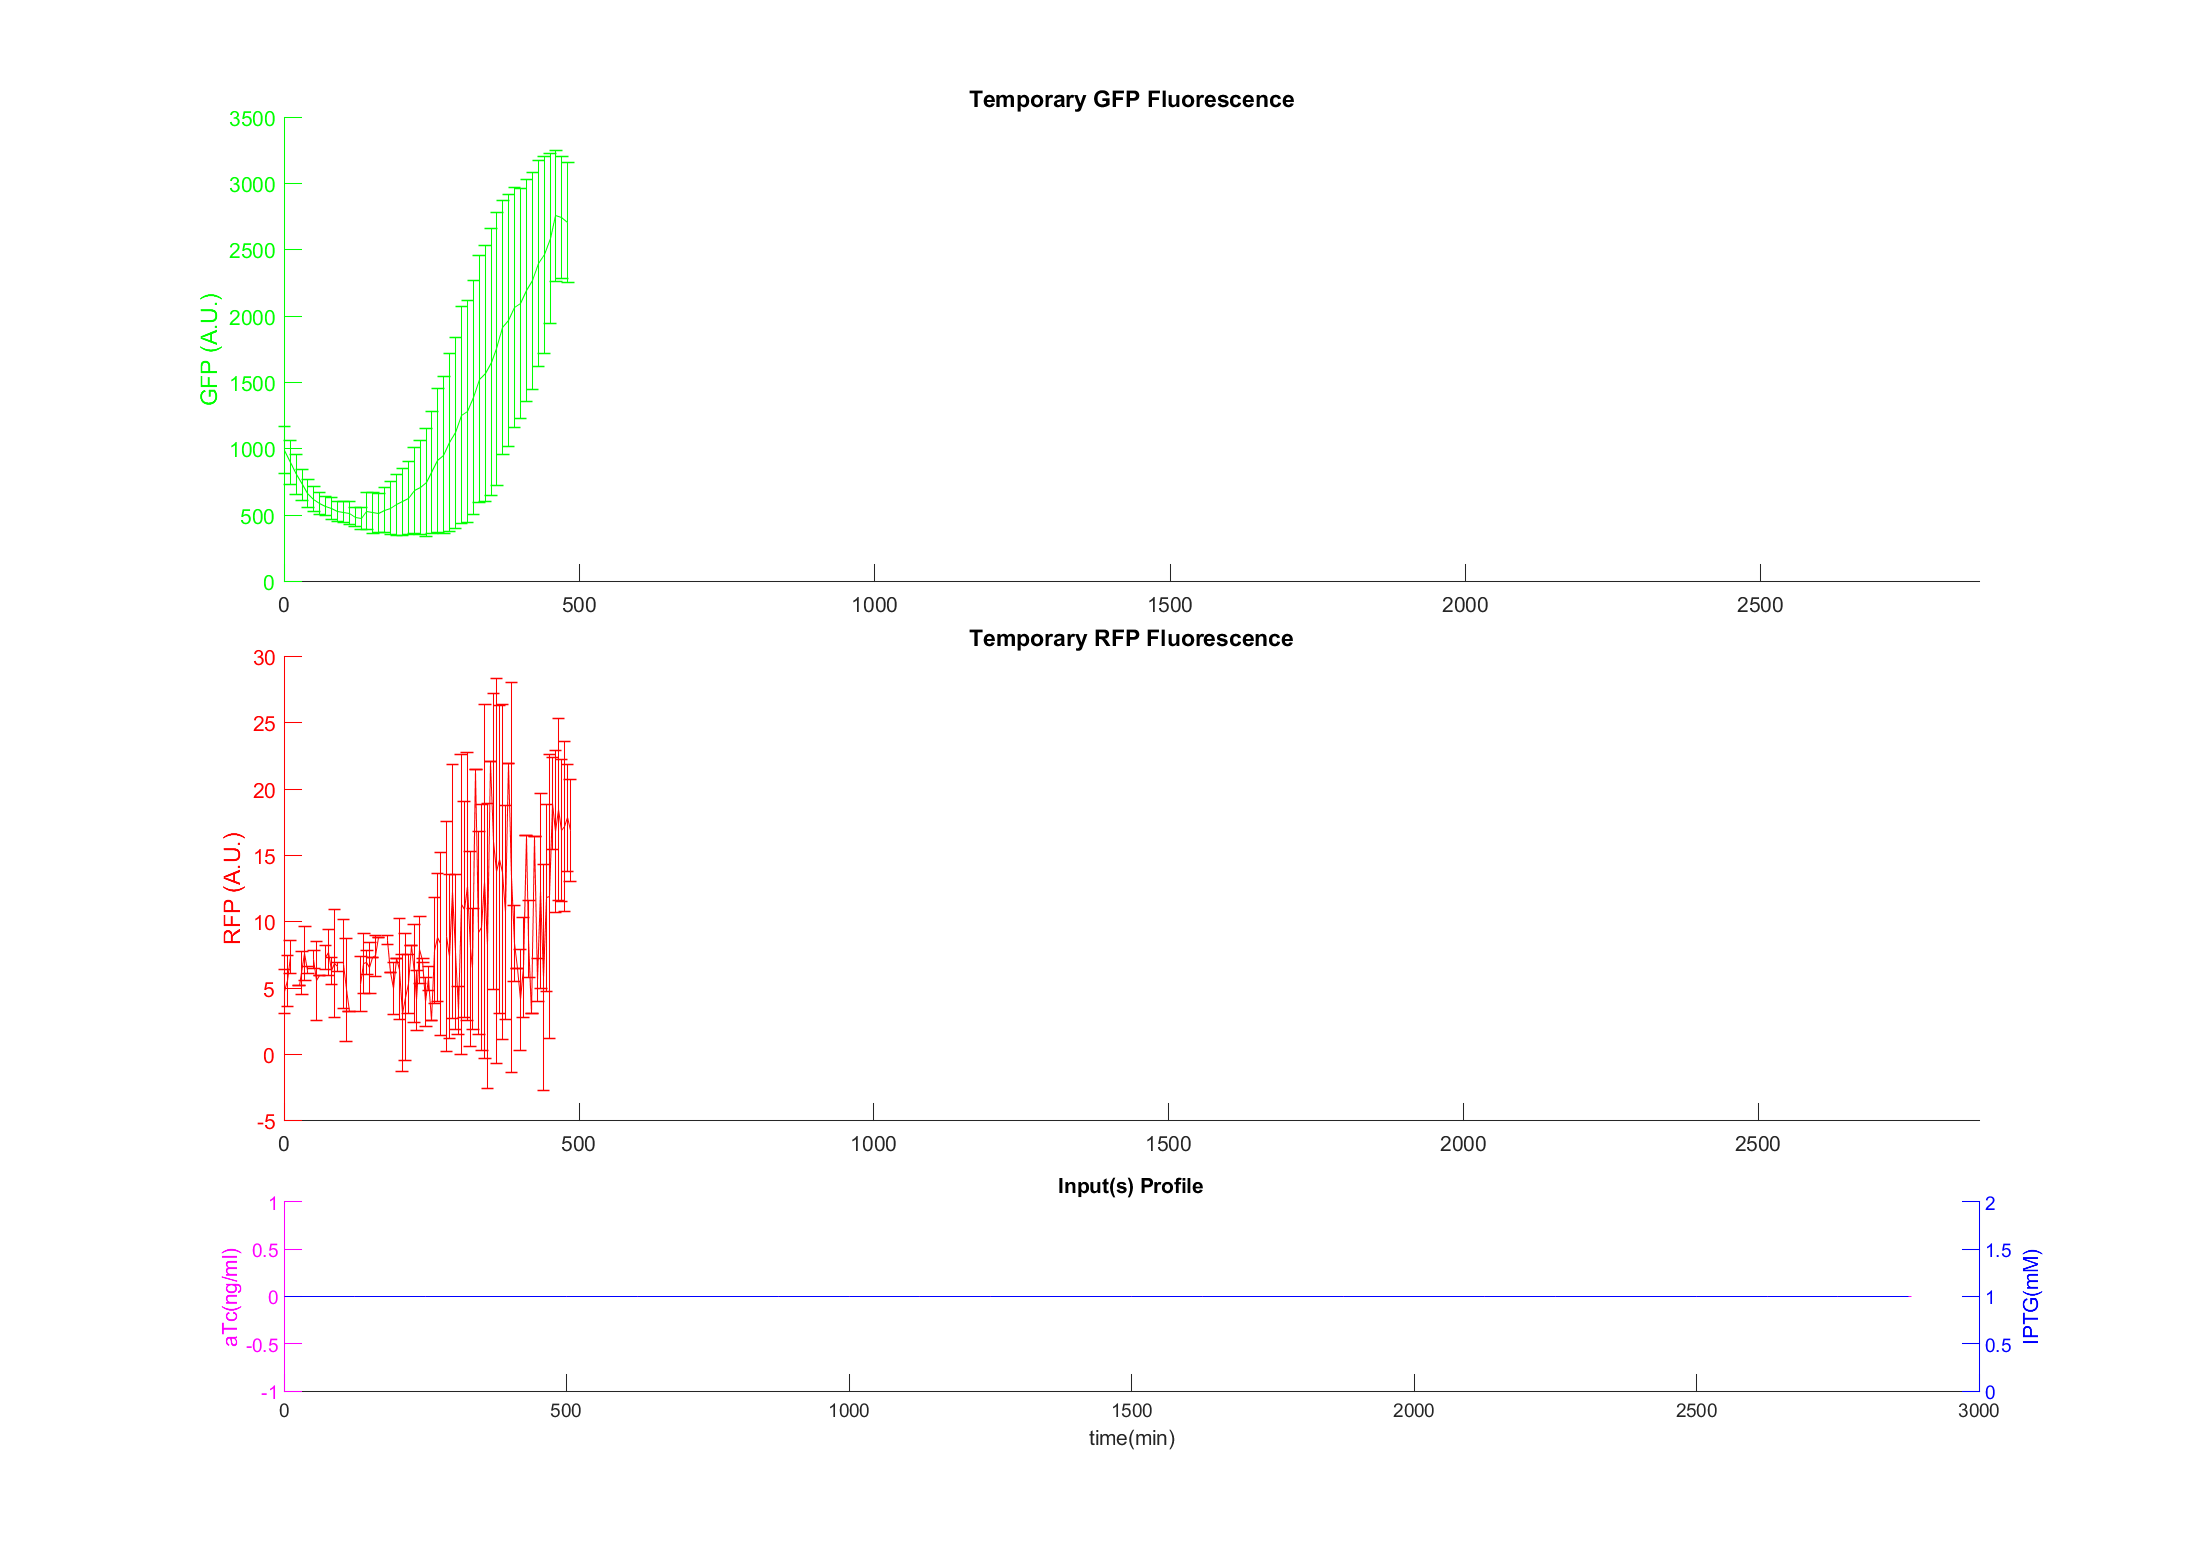 Temporary GFP Fluorescence
3500
3000
2500
2000
1500
1000
500
0
GFP (A.U.)
0 500 1000 1500 2000 2500
Temporary RFP Fluorescence
30
25
20
15
10
5
0
-5
RFP (A.U.)
0 500 1000 1500 2000 2500
Input(s) Profile
1
0.5
0
-0.5
-1
aTc(ng/ml)
2
1.5
1
0.5
0
IPTG(mM)
0 500 1000 1500 2000 2500 3000
time(min)